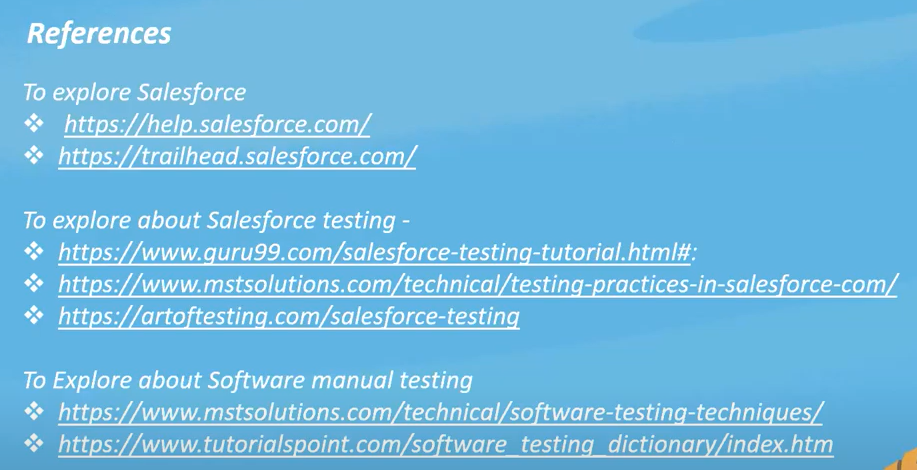 References
To explore Salesforce
❖ https://help.salesforce.com/
❖ https://trailhead.salesforce.com/
To explore about Salesforce testing -
❖ https://www.guru99.com/salesforce-testing-tutorial.html#:
❖ https://www.mstsolutions.com/technical/testing-practices-in-salesforce-com/
❖ https://artoftesting.com/salesforce-testing
To Explore about Software manual testing
❖ https://www.mstsolutions.com/technical/software-testing-techniques/
❖ https://www.tutorialspoint.com/software_testing_dictionary/index.htm